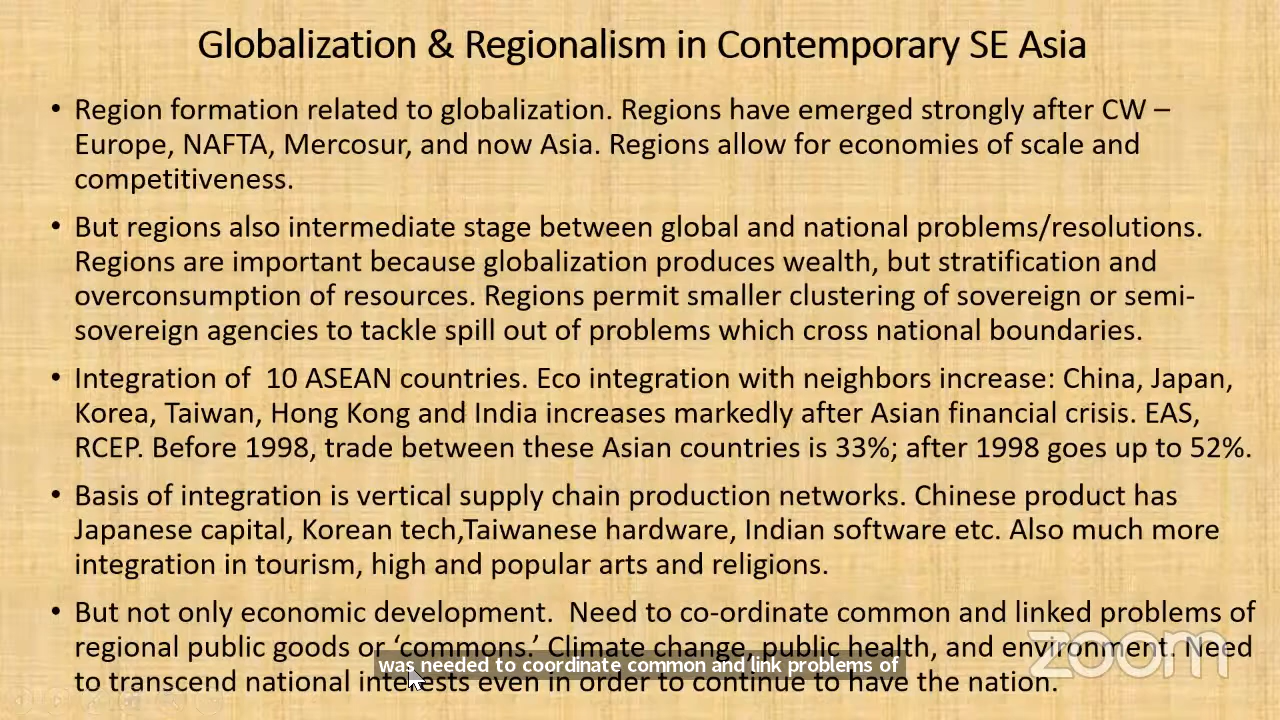 Globalization & Regionalism in Contemporary SE Asia
• Region formation related to globalization. Regions have emerged strongly after CW –
Europe, NAFTA, Mercosur, and now Asia. Regions allow for economies of scale and
competitiveness.
• But regions also intermediate stage between global and national problems/resolutions.
Regions are important because globalization produces wealth, but stratification and
overconsumption of resources. Regions permit smaller clustering of sovereign or semi-
sovereign agencies to tackle spill out of problems which cross national boundaries.
• Integration of  10 ASEAN countries. Eco integration with neighbors increase: China, Japan,
Korea, Taiwan, Hong Kong and India increases markedly after Asian financial crisis. EAS,
RCEP. Before 1998, trade between these Asian countries is 33%; after 1998 goes up to 52%.
• Basis of integration is vertical supply chain production networks. Chinese product has
Japanese capital, Korean tech,Taiwanese hardware, Indian software etc. Also much more
integration in tourism, high and popular arts and religions.
• But not only economic development.  Need to co-ordinate common and linked problems of
regional public goods or ‘commons.’ Climate change, public health, and environment. Need
was needed to coordinate common and link problems of
to transcend national interests even in order to continue to have the nation.
zoom